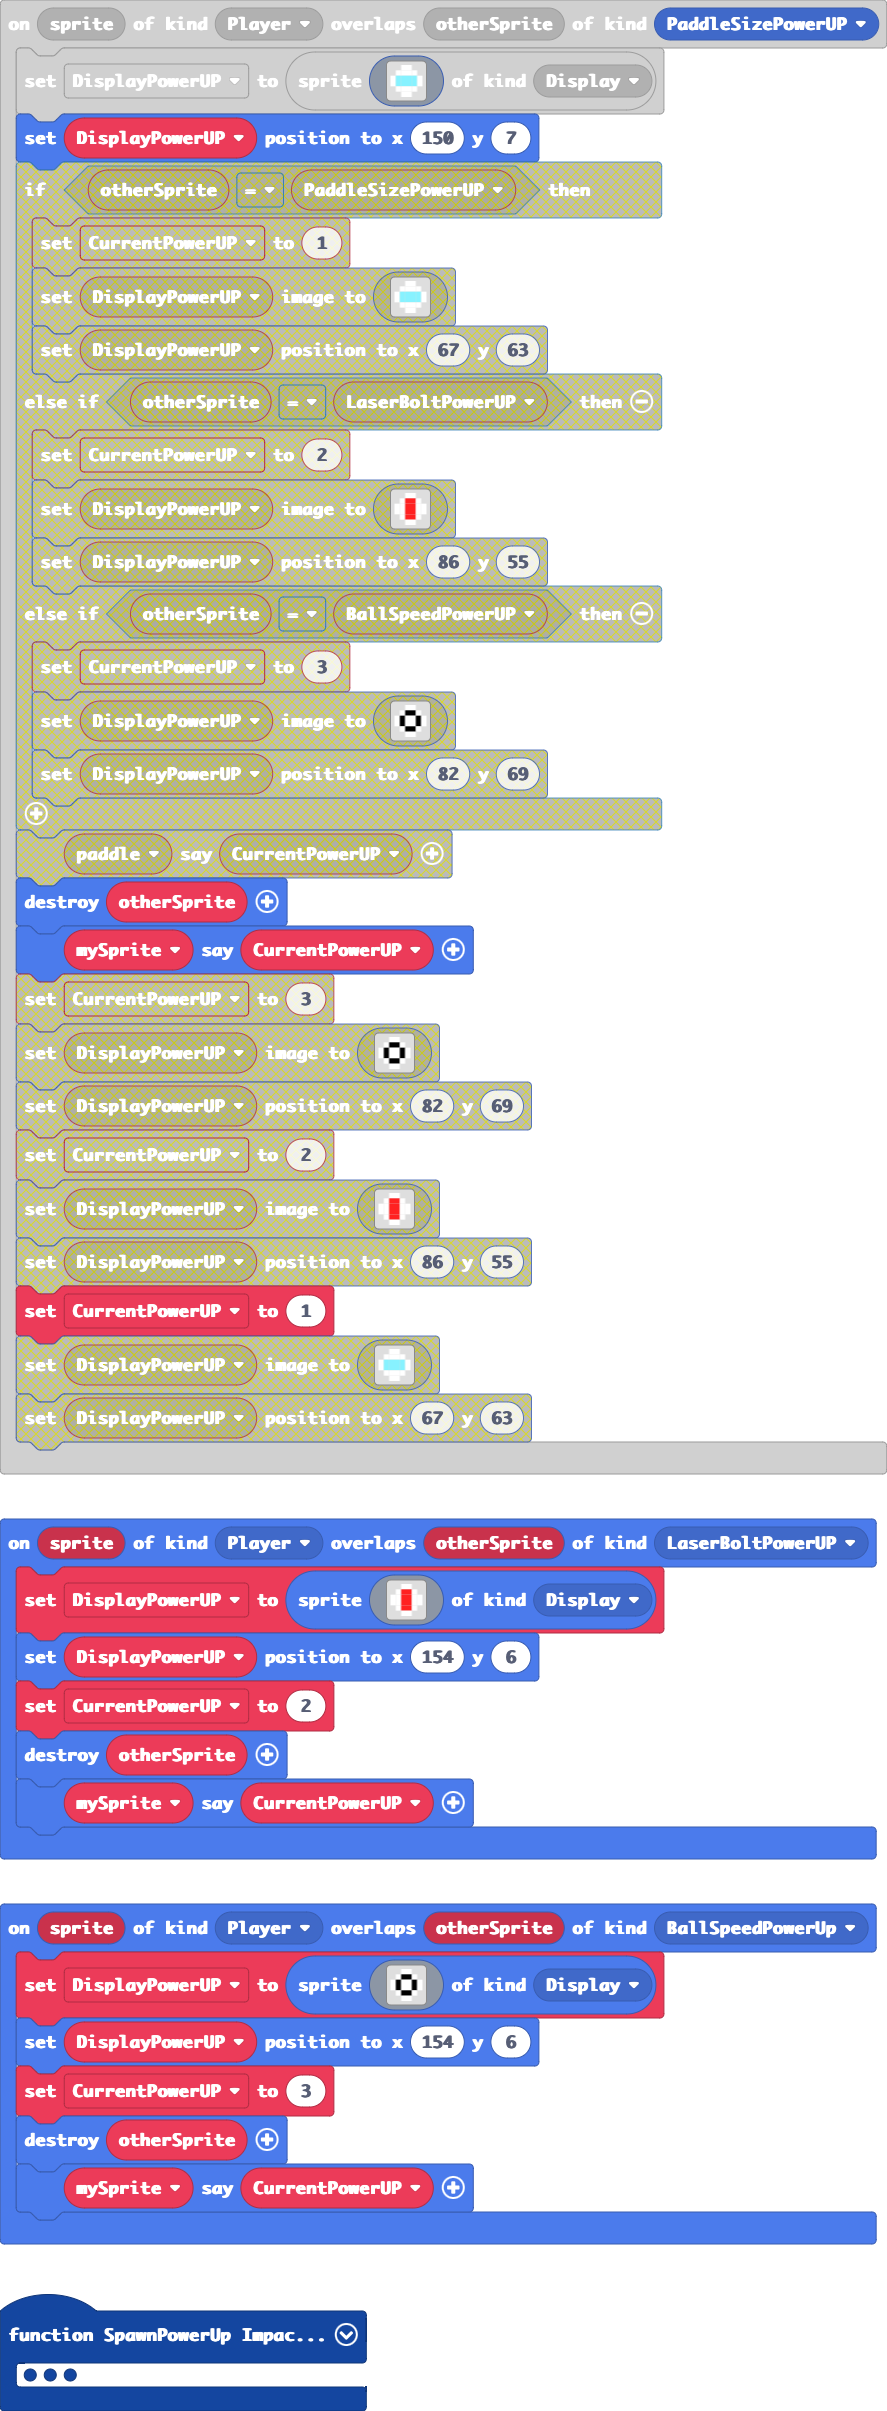 on sprite of kind Player overlaps otherSprite of kind PaddleSizePowerUP
set DisplayPowerUP to sprite of kind Display
set DisplayPowerUP position to x 150 y 7
if otherSprite = PaddleSizePowerUP then
set CurrentPowerUP to 1
set DisplayPowerUP image to
set DisplayPowerUP position to x 67 y 63
else if otherSprite = LaserBoltPowerUP then
set CurrentPowerUP to 2
set DisplayPowerUP image to
set DisplayPowerUP position to x 86 y 55
else if otherSprite = BallSpeedPowerUP then
set CurrentPowerUP to 3
set DisplayPowerUP image to
set DisplayPowerUP position to x 82 y 69
paddle say CurrentPowerUP
destroy otherSprite
mySprite say CurrentPowerUP
set CurrentPowerUP to 3
set DisplayPowerUP image to
set DisplayPowerUP position to x 82 y 69
set CurrentPowerUP to 2
set DisplayPowerUP image to
set DisplayPowerUP position to x 86 y 55
set CurrentPowerUP to 1
set DisplayPowerUP image to
set DisplayPowerUP position to x 67 y 63
on sprite of kind Player overlaps otherSprite of kind LaserBoltPowerUP
set DisplayPowerUP to sprite of kind Display
set DisplayPowerUP position to x 154 y 6
set CurrentPowerUP to 2
destroy otherSprite
mySprite say CurrentPowerUP
on sprite of kind Player overlaps otherSprite of kind BallSpeedPowerUp
set DisplayPowerUP to sprite of kind Display
set DisplayPowerUP position to x 154 y 6
set CurrentPowerUP to 3
destroy otherSprite
mySprite say CurrentPowerUP
function SpawnPowerUp Impac...